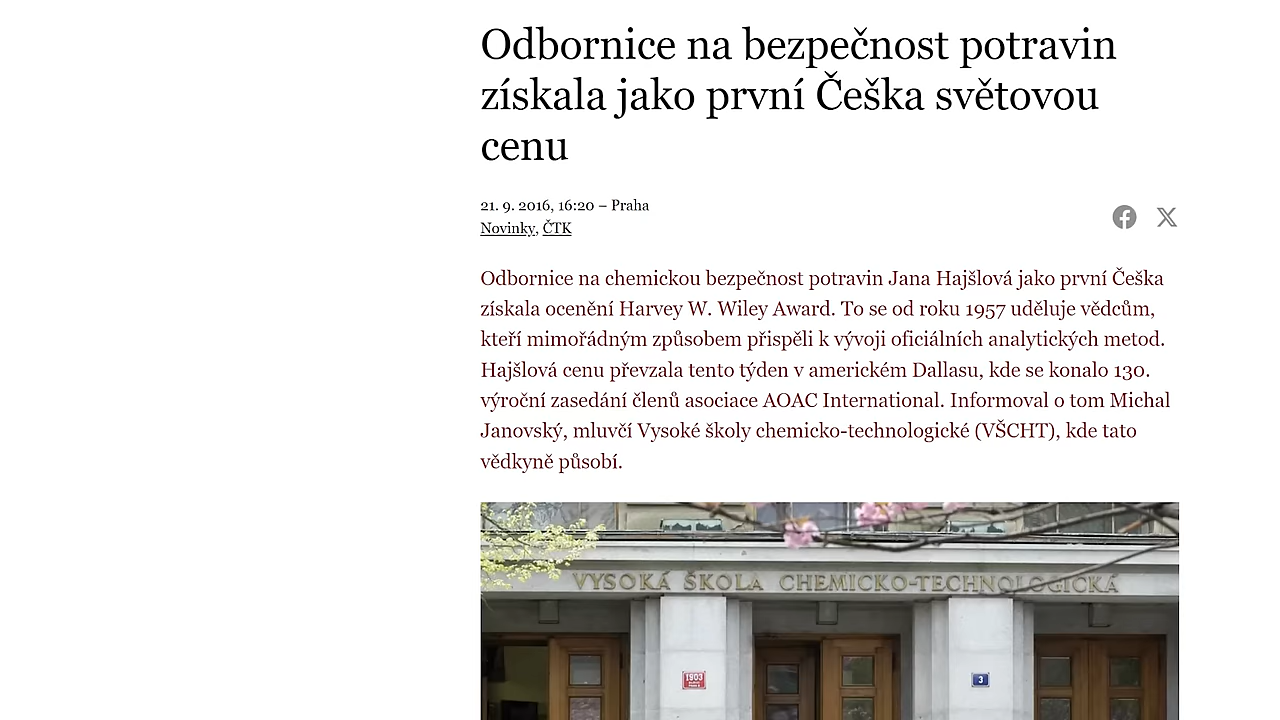 Odbornice na bezpečnost potravin
získala jako první Češka světovou
cenu
21. 9. 2016, 16:20 – Praha
Novinky, ČTK
Odbornice na chemickou bezpečnost potravin Jana Hajšlová jako první Češka
získala ocenění Harvey W. Wiley Award. To se od roku 1957 uděluje vědcům,
kteří mimořádným způsobem přispěli k vývoji oficiálních analytických metod.
Hajšlová cenu převzala tento týden v americkém Dallasu, kde se konalo 130.
výroční zasedání členů asociace AOAC International. Informoval o tom Michal
Janovský, mluvčí Vysoké školy chemicko-technologické (VŠCHT), kde tato
vědkyně působí.
VYSOKÁ ŠKOLA CHEMICKO-TECHNOLOGICKÁ
1903
3